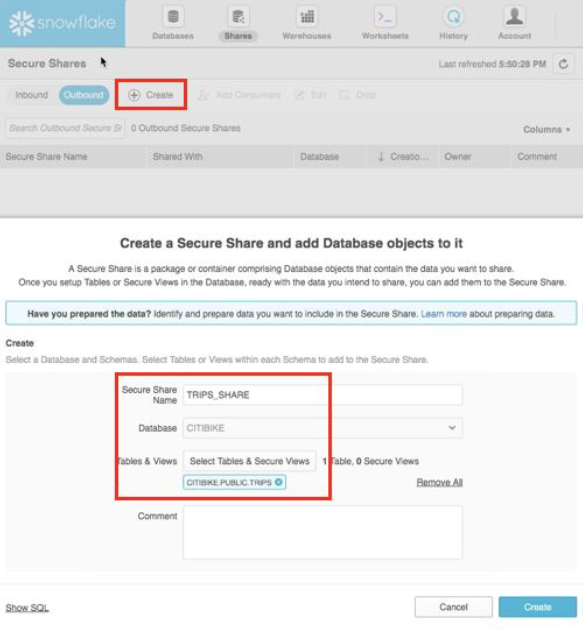 snowflake
Databases Shares Warehouses Worksheets History Account
Secure Shares Last refreshed 5:50:28 PM
Inbound Outbound Create Add Consumers Edit Drop
Search Outbound Secure S 0 Outbound Secure Shares Columns
Secure Share Name Shared With Database ↓ Creatio... Owner Comment
Create a Secure Share and add Database objects to it
A Secure Share is a package or container comprising Database objects that contain the data you want to share.
Once you setup Tables or Secure Views in the Database, ready with the data you intend to share, you can add them to the Secure Share.
Have you prepared the data? Identify and prepare data you want to include in the Secure Share. Learn more about preparing data.
Create
Select a Database and Schemas. Select Tables or Views within each Schema to add to the Secure Share.
Secure Share
Name TRIPS_SHARE
Database CITIBIKE
Tables & Views Select Tables & Secure Views 1 Table, 0 Secure Views
CITIBIKE.PUBLIC.TRIPS Remove All
Comment
Show SQL Cancel Create